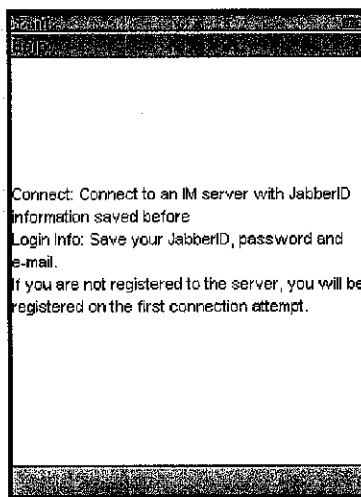 Help
Connect: Connect to an IM server with JabberID
information saved before
Login Info: Save your JabberID, password and
e-mail.
If you are not registered to the server, you will be
registered on the first connection attempt.